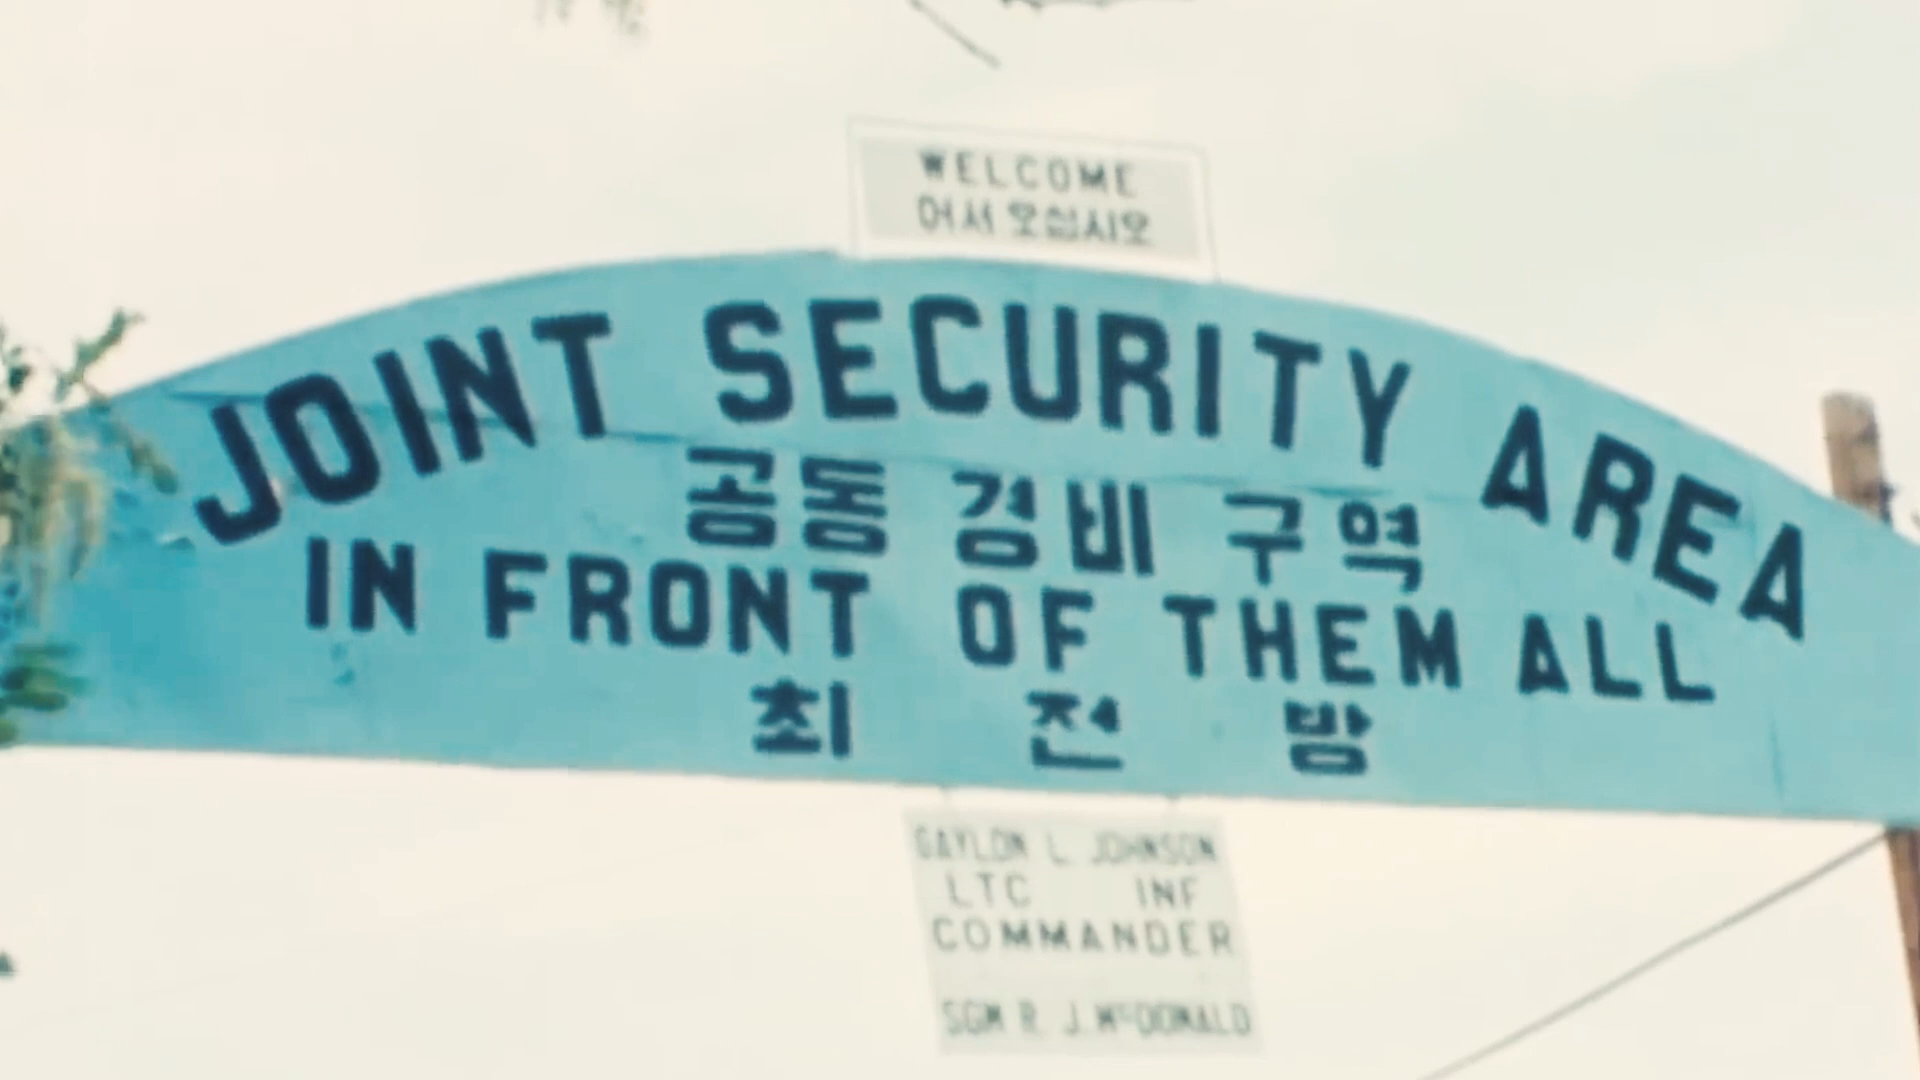 WELCOME
어서 오십시오
JOINT SECURITY AREA
공동 경비 구역
IN FRONT OF THEM ALL
최 전 방
GAYLON L. JOHNSON
LTC INF
COMMANDER
SGM R. J. McDONALD